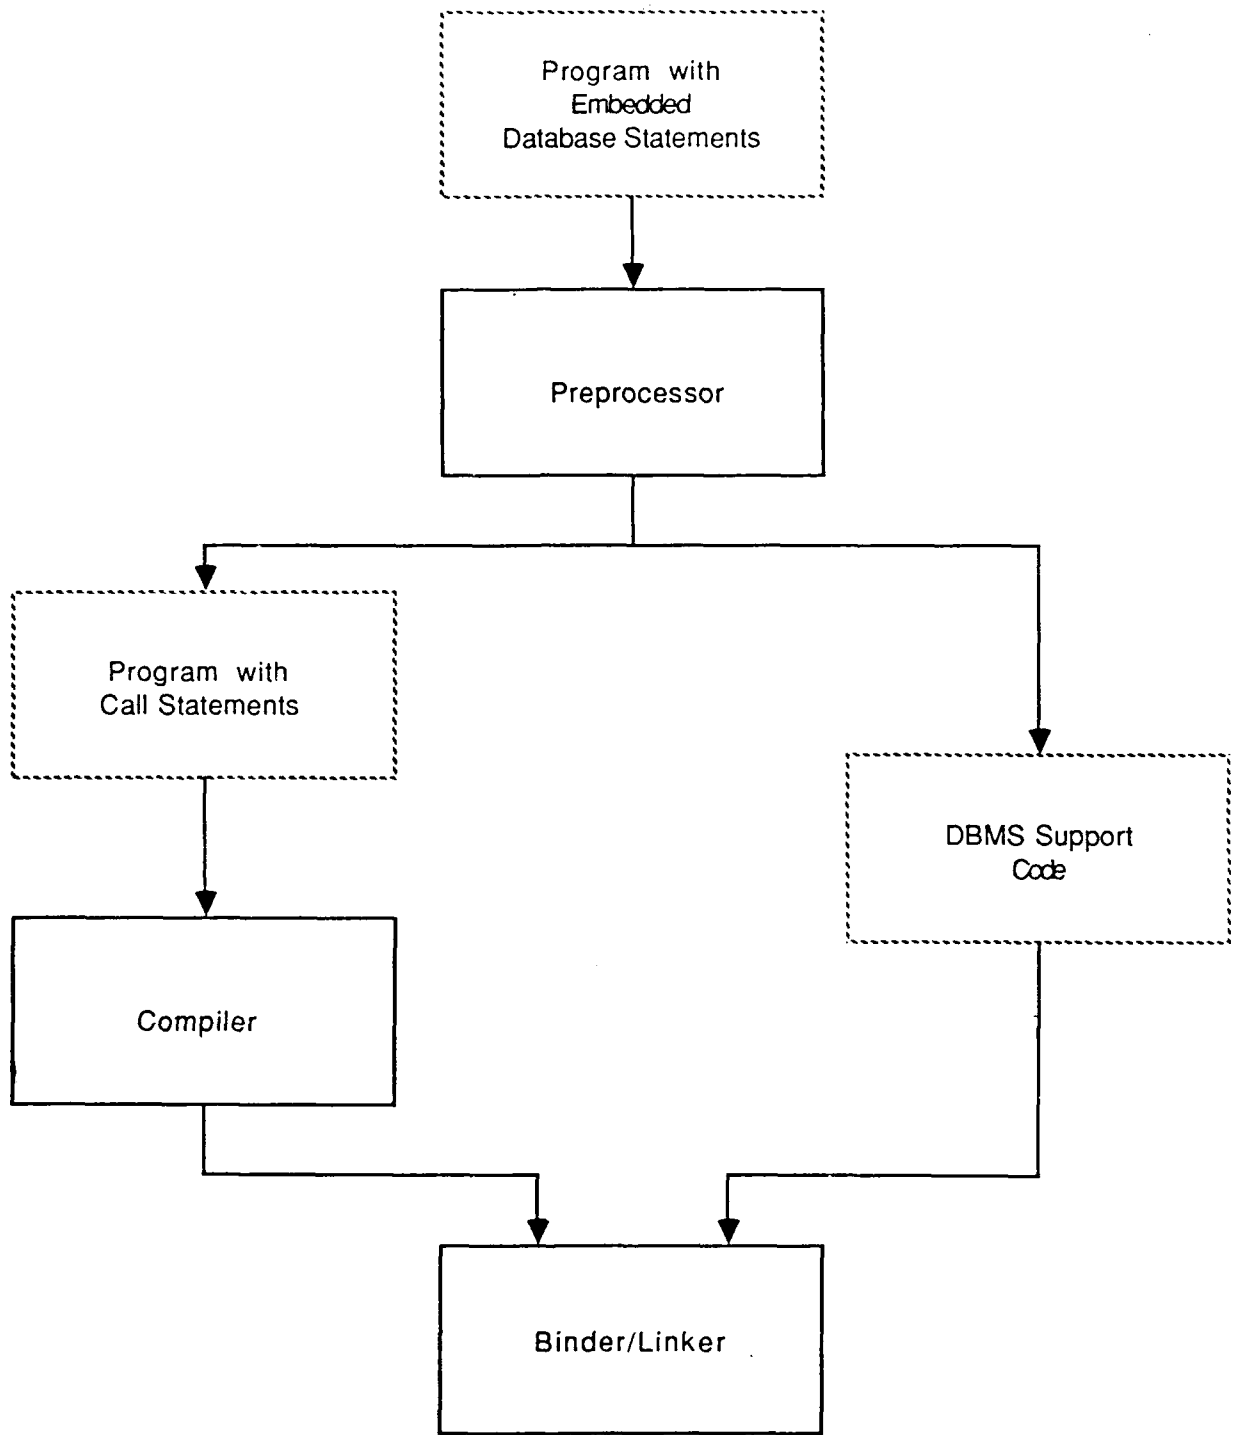 Program with
Embedded
Database Statements
Preprocessor
Program with
Call Statements
DBMS Support
Code
Compiler
Binder/Linker